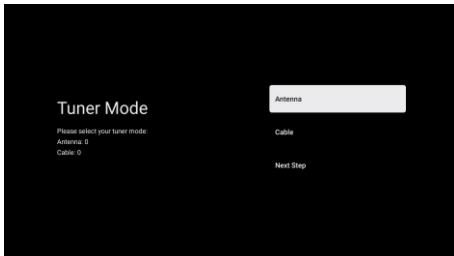 Tuner Mode
Please select your tuner mode:
Antenna: 0
Cable: 0
Antenna
Cable
Next Step